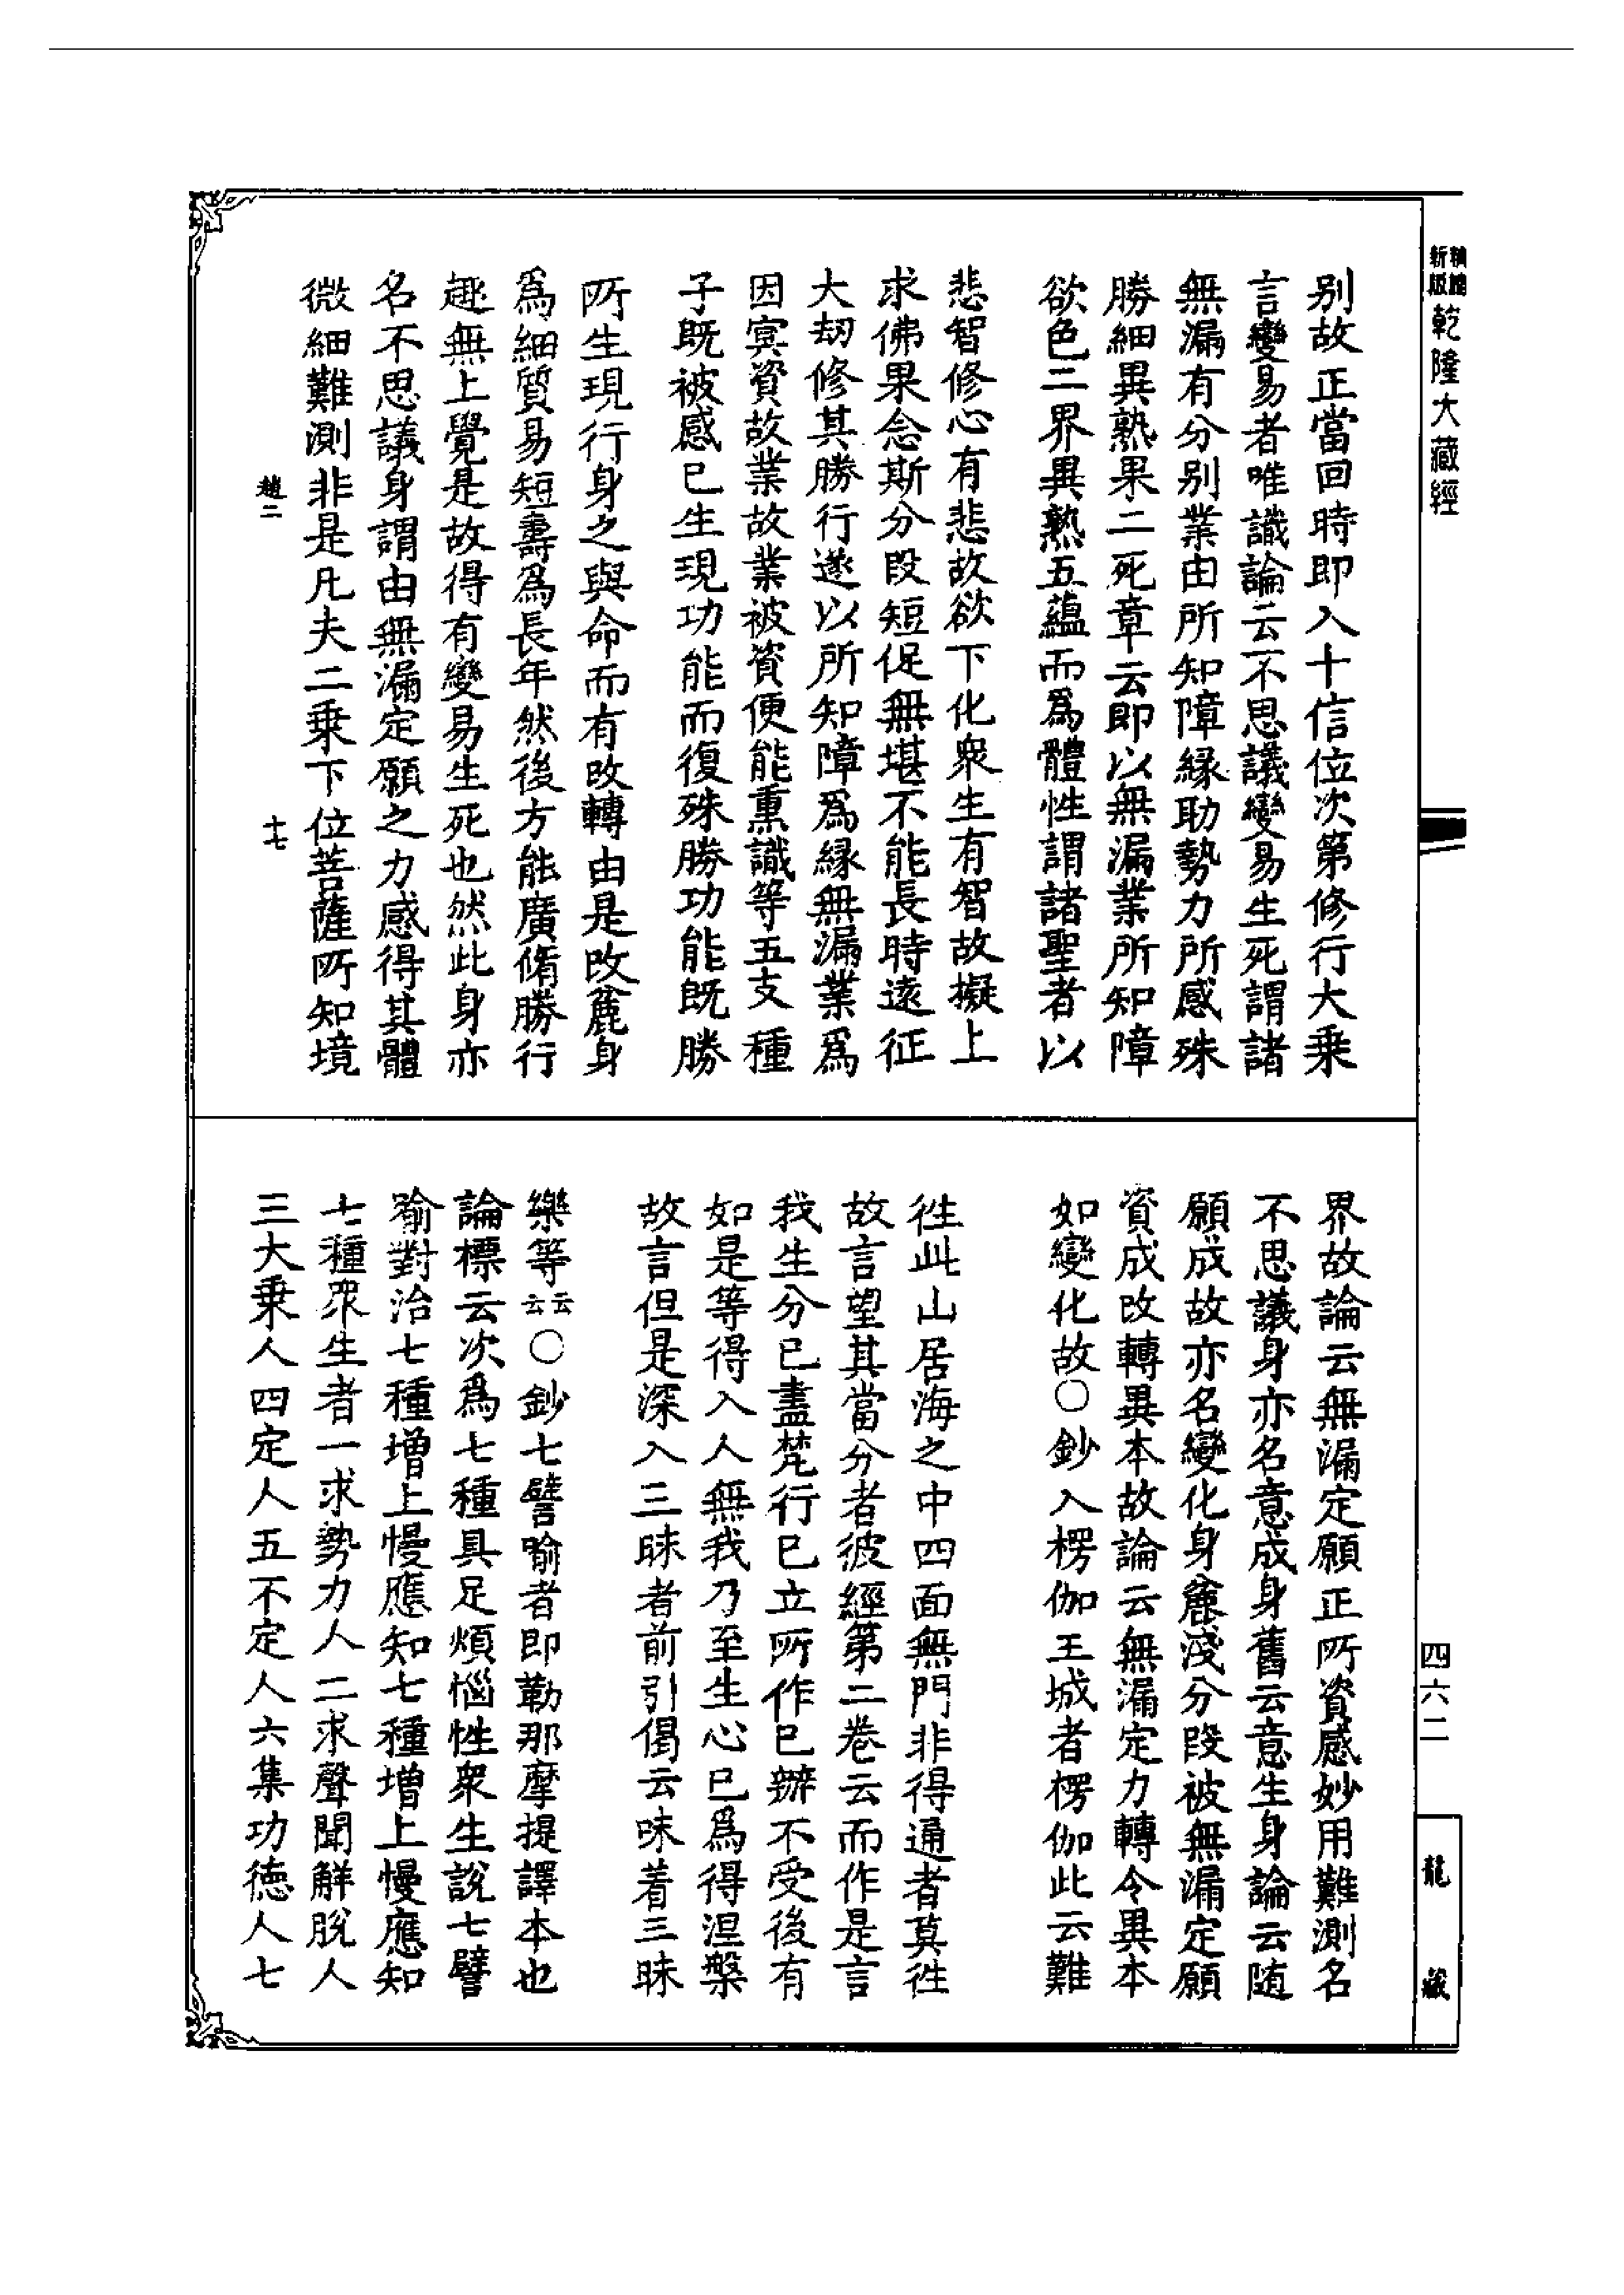 新版
乾隆大藏經
别故正當回時即入十信位次第修行大乗
言變易者唯識論云不思議變易生死謂諸
無漏有分别業由所知障縁助勢力所感殊
勝細異熟果二死章云即以無漏業所知障
欲色二界異熟五蘊而爲體性謂諸聖者以
悲智修心有悲故欲下化衆生有智故擬上
求佛果念斯分段短促無堪不能長時遠征
大刧修其勝行遂以所知障爲縁無漏業爲
因冥資故業故業被資便能熏識等五支種
子既被感已生現功能而復殊勝功能既勝
所生現行身之與命而有改轉由是改麄身
爲細質易短壽爲長年然後方能廣脩勝行
趣無上覺是故得有變易生死也然此身亦
名不思議身謂由無漏定願之力感得其體
微細難測非是凡夫二乗下位菩薩所知境
趙二
十七
界故論云無漏定願正所資感妙用難測名
不思議身亦名意成身舊云意生身論云随
願成故亦名變化身麄淺分段被無漏定願
資成改轉異本故論云無漏定力轉令異本
如變化故〇鈔入楞伽王城者楞伽此云難
徃此山居海之中四面無門非得通者莫徃
故言望其當分者彼經第二卷云而作是言
我生分已盡梵行已立所作已辦不受後有
如是等得入人無我乃至生心已爲得涅槃
故言但是深入三昧者前引偈云味着三昧
樂等云云〇鈔七譬喻者即勒那摩提譯本也
論標云次爲七種具足煩惱性衆生説七譬
喻對治七種増上慢應知七種増上慢應知
七種眾生者一求勢力人二求聲聞解脫人
三大乗人四定人五不定人六集功徳人七
四六二
龍藏